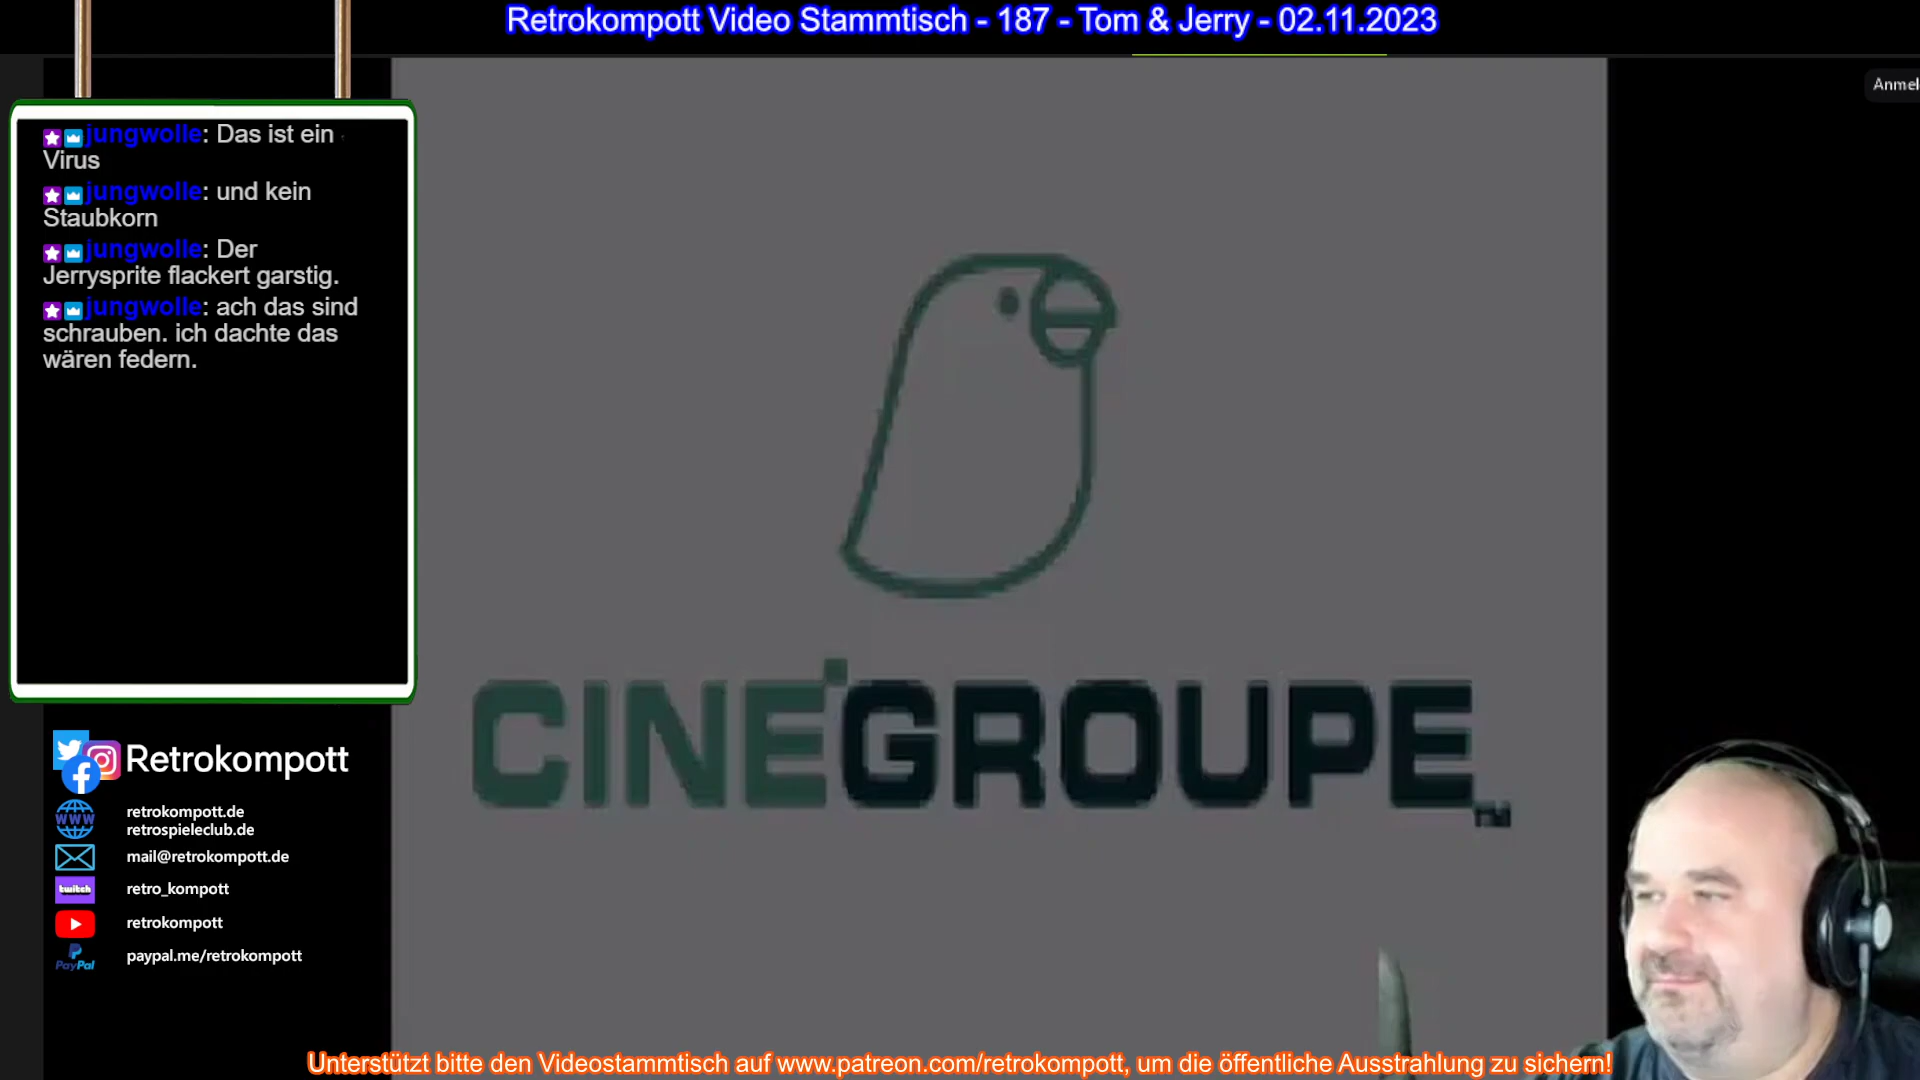 Retrokompott Video Stammtisch - 187 - Tom & Jerry - 02.11.2023
jungwolle: Das ist ein
Virus
jungwolle: und kein
Staubkorn
jungwolle: Der
Jerrysprite flackert garstig.
jungwolle: ach das sind
schrauben. ich dachte das
wären federn.
CINEGROUPE
Retrokompott
WWW
retrokompott.de
retrospieleclub.de
mail@retrokompott.de
twitch
retro_kompott
retrokompott
PayPal
paypal.me/retrokompott
Unterstützt bitte den Videostammtisch auf www.patreon.com/retrokompott, um die öffentliche Ausstrahlung zu sichern!